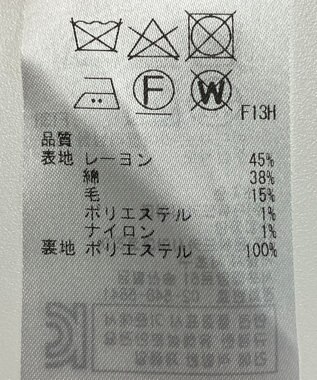 F W F13H
品質
表地 レーヨン 45%
綿 38%
毛 15%
ポリエステル 1%
ナイロン 1%
裏地 ポリエステル 100%